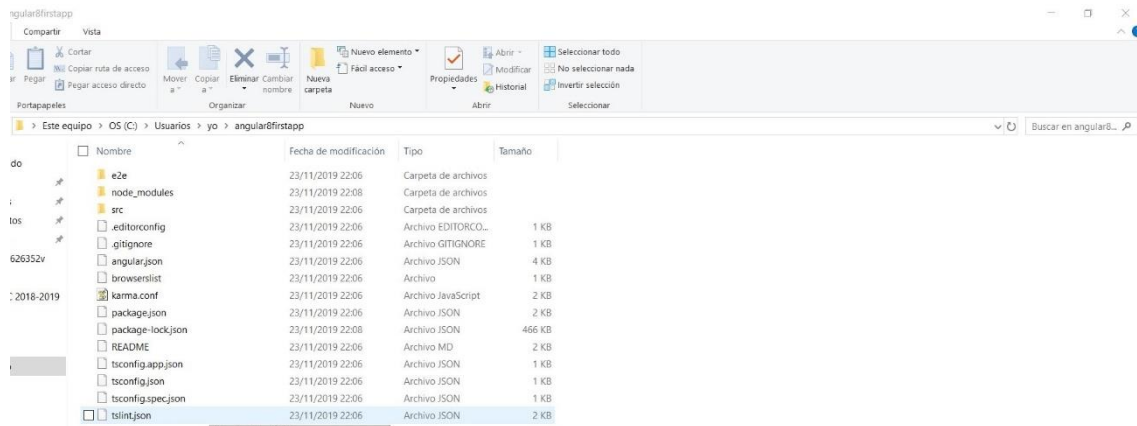 ngular8firstapp
Compartir Vista
Pegar
Cortar
Copiar ruta de acceso
Pegar acceso directo
Portapapeles
Mover a
Copiar a
Eliminar
Cambiar nombre
Organizar
Nueva carpeta
Nuevo elemento
Fácil acceso
Nuevo
Propiedades
Abrir
Modificar
Historial
Abrir
Seleccionar todo
No seleccionar nada
Invertir selección
Seleccionar
> Este equipo > OS (C:) > Usuarios > yo > angular8firstapp
Buscar en angular8...
Nombre Fecha de modificación Tipo Tamaño
e2e 23/11/2019 22:06 Carpeta de archivos
node_modules 23/11/2019 22:08 Carpeta de archivos
src 23/11/2019 22:06 Carpeta de archivos
.editorconfig 23/11/2019 22:06 Archivo EDITORCO... 1 KB
.gitignore 23/11/2019 22:06 Archivo GITIGNORE 1 KB
angular.json 23/11/2019 22:06 Archivo JSON 4 KB
browserslist 23/11/2019 22:06 Archivo 1 KB
karma.conf 23/11/2019 22:06 Archivo JavaScript 2 KB
package.json 23/11/2019 22:06 Archivo JSON 2 KB
package-lock.json 23/11/2019 22:08 Archivo JSON 466 KB
README 23/11/2019 22:06 Archivo MD 2 KB
tsconfig.app.json 23/11/2019 22:06 Archivo JSON 1 KB
tsconfig.json 23/11/2019 22:06 Archivo JSON 1 KB
tsconfig.spec.json 23/11/2019 22:06 Archivo JSON 1 KB
tslint.json 23/11/2019 22:06 Archivo JSON 2 KB
do
tos
626352v
2018-2019